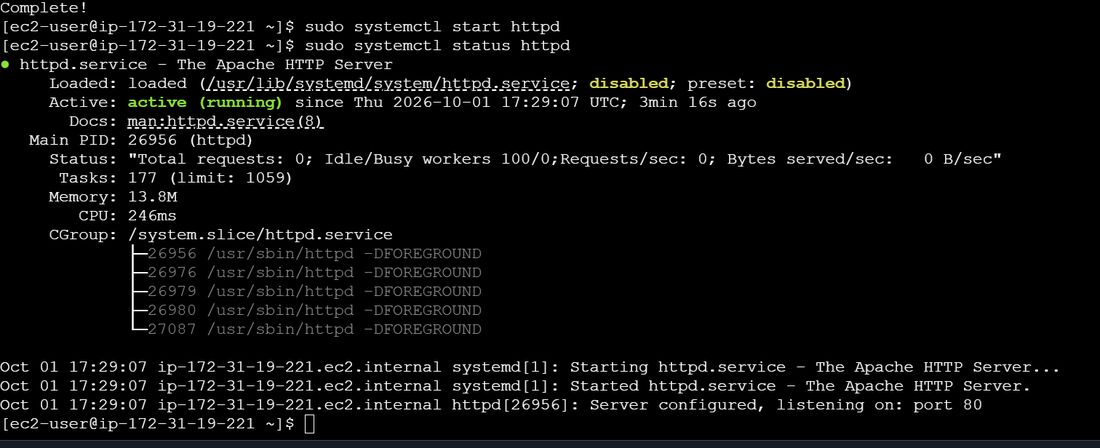 Complete!
[ec2-user@ip-172-31-19-221 ~]$ sudo systemctl start httpd
[ec2-user@ip-172-31-19-221 ~]$ sudo systemctl status httpd
● httpd.service - The Apache HTTP Server
     Loaded: loaded (/usr/lib/systemd/system/httpd.service; disabled; preset: disabled)
     Active: active (running) since Thu 2026-10-01 17:29:07 UTC; 3min 16s ago
       Docs: man:httpd.service(8)
   Main PID: 26956 (httpd)
     Status: "Total requests: 0; Idle/Busy workers 100/0;Requests/sec: 0; Bytes served/sec:   0 B/sec"
      Tasks: 177 (limit: 1059)
     Memory: 13.8M
        CPU: 246ms
     CGroup: /system.slice/httpd.service
             ├─26956 /usr/sbin/httpd -DFOREGROUND
             ├─26976 /usr/sbin/httpd -DFOREGROUND
             ├─26979 /usr/sbin/httpd -DFOREGROUND
             ├─26980 /usr/sbin/httpd -DFOREGROUND
             └─27087 /usr/sbin/httpd -DFOREGROUND
Oct 01 17:29:07 ip-172-31-19-221.ec2.internal systemd[1]: Starting httpd.service - The Apache HTTP Server...
Oct 01 17:29:07 ip-172-31-19-221.ec2.internal systemd[1]: Started httpd.service - The Apache HTTP Server.
Oct 01 17:29:07 ip-172-31-19-221.ec2.internal httpd[26956]: Server configured, listening on: port 80
[ec2-user@ip-172-31-19-221 ~]$